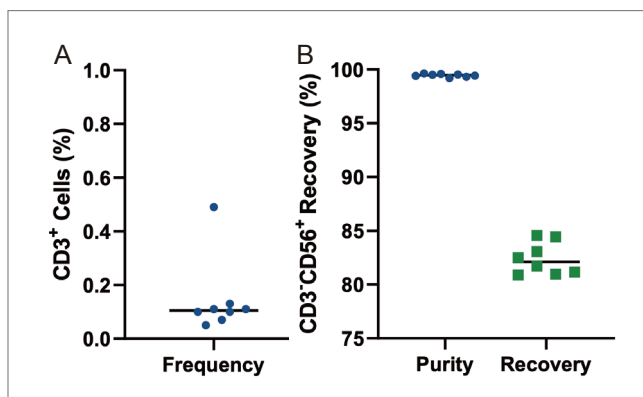 A
CD3+ Cells (%)
1.0
0.8
0.6
0.4
0.2
0.0
Frequency
B
CD3-CD56+ Recovery (%)
100
95
90
85
80
75
Purity Recovery